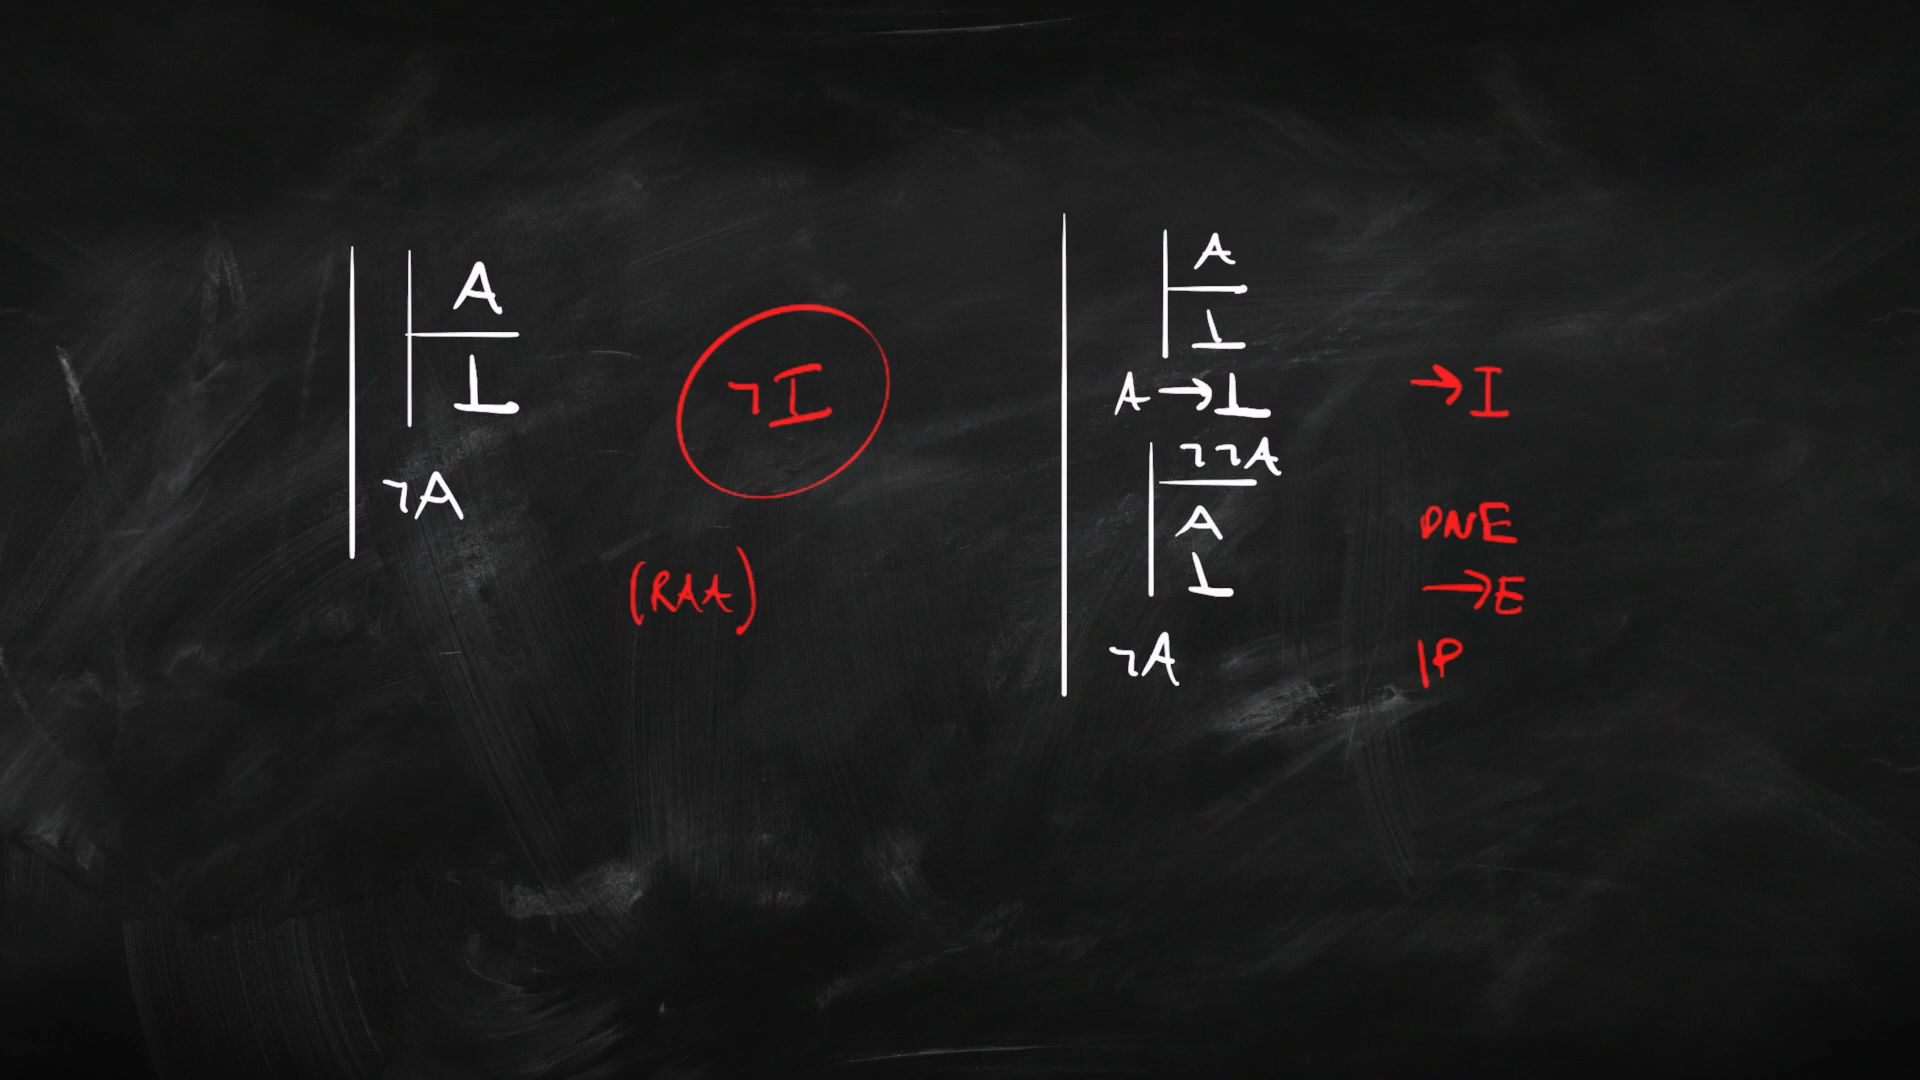 A
⊥
¬I
¬A
(RAA)
A
⊥
A → ⊥ → I
¬¬A
A DNE
⊥ → E
¬A IP